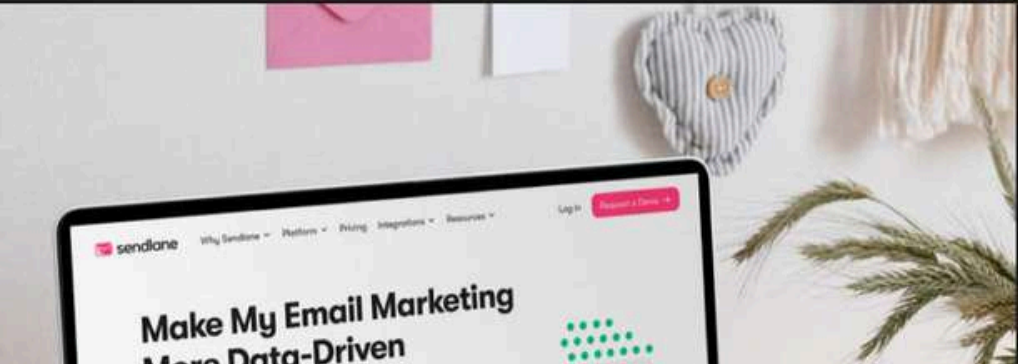 sendlane Why Sendlane Platform Pricing Integrations Resources Log In Request a Demo →
Make My Email Marketing
More Data-Driven